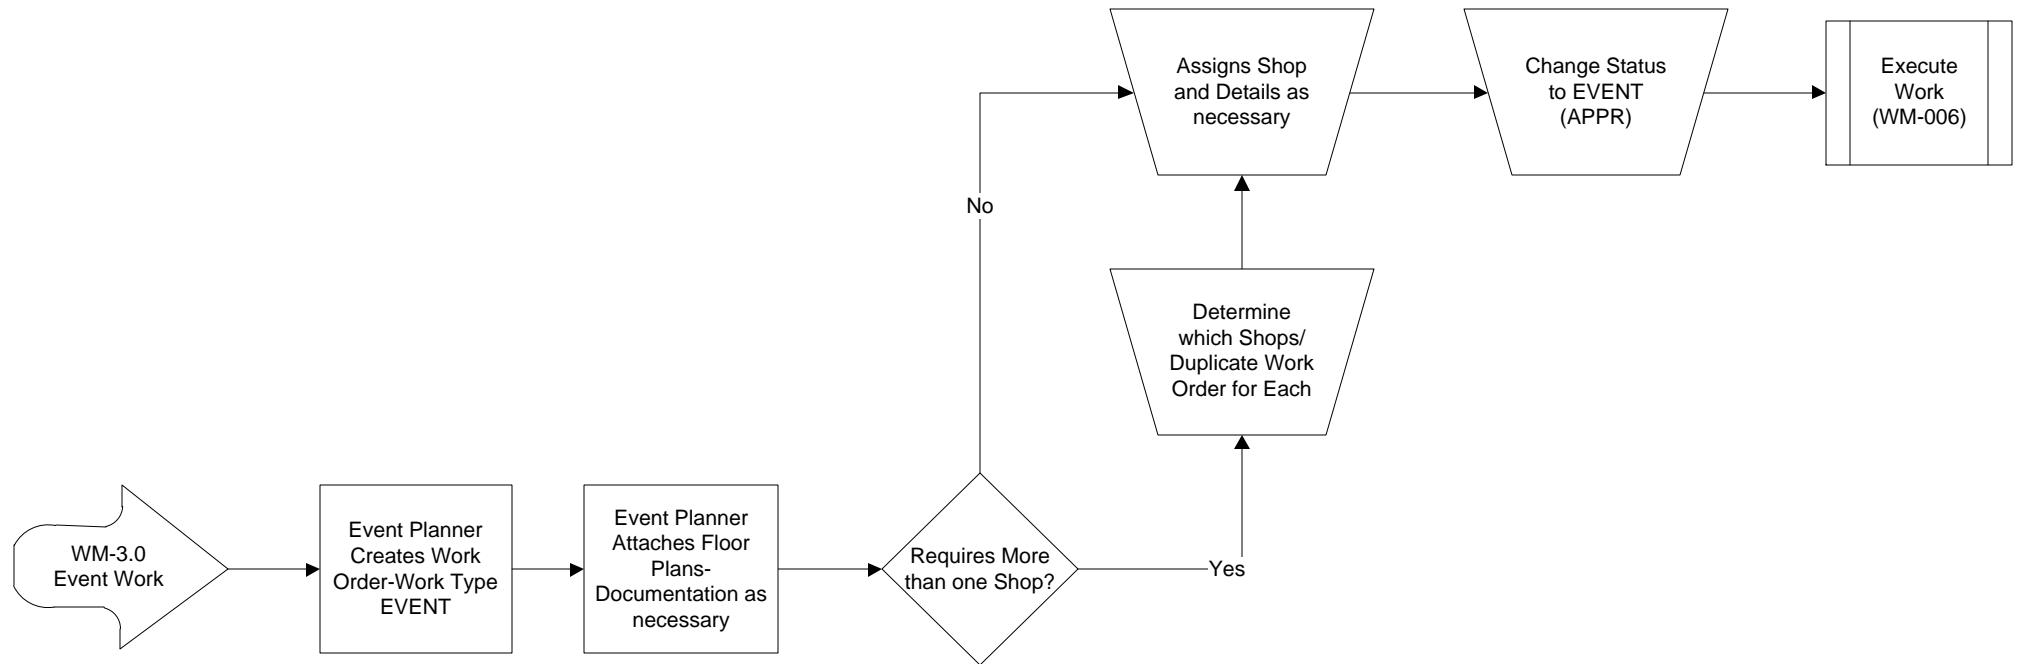 WM-3.0
Event Work
Event Planner
Creates Work
Order-Work Type
EVENT
Event Planner
Attaches Floor
Plans-
Documentation as
necessary
Requires More
than one Shop?
No
Yes
Determine
which Shops/
Duplicate Work
Order for Each
Assigns Shop
and Details as
necessary
Change Status
to EVENT
(APPR)
Execute
Work
(WM-006)